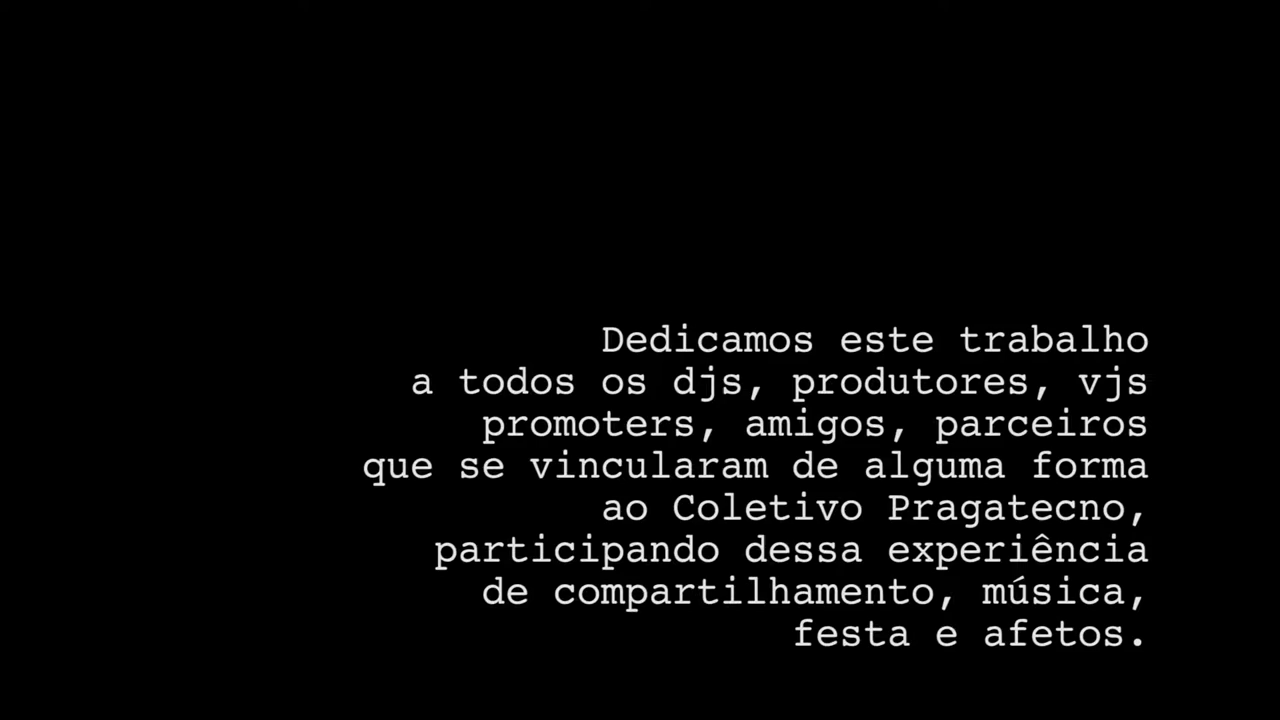 Dedicamos este trabalho
a todos os djs, produtores, vjs
promoters, amigos, parceiros
que se vincularam de alguma forma
ao Coletivo Pragatecno,
participando dessa experiência
de compartilhamento, música,
festa e afetos.